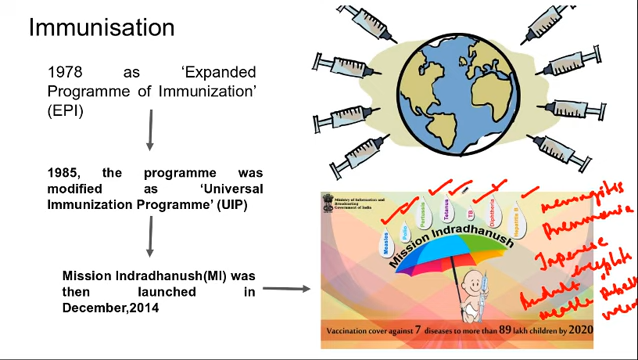 Immunisation
1978 as ‘Expanded
Programme of Immunization’
(EPI)
1985, the programme was
modified as ‘Universal
Immunization Programme’ (UIP)
Mission Indradhanush(MI) was
then launched in
December,2014
Ministry of Information and
Broadcasting
Government of India
Measles
Polio
Pertussis
Tetanus
TB
Diphtheria
Hepatitis B
Mission Indradhanush
Pneumonia
Japanese
Vaccination cover against 7 diseases to more than 89 lakh children by 2020